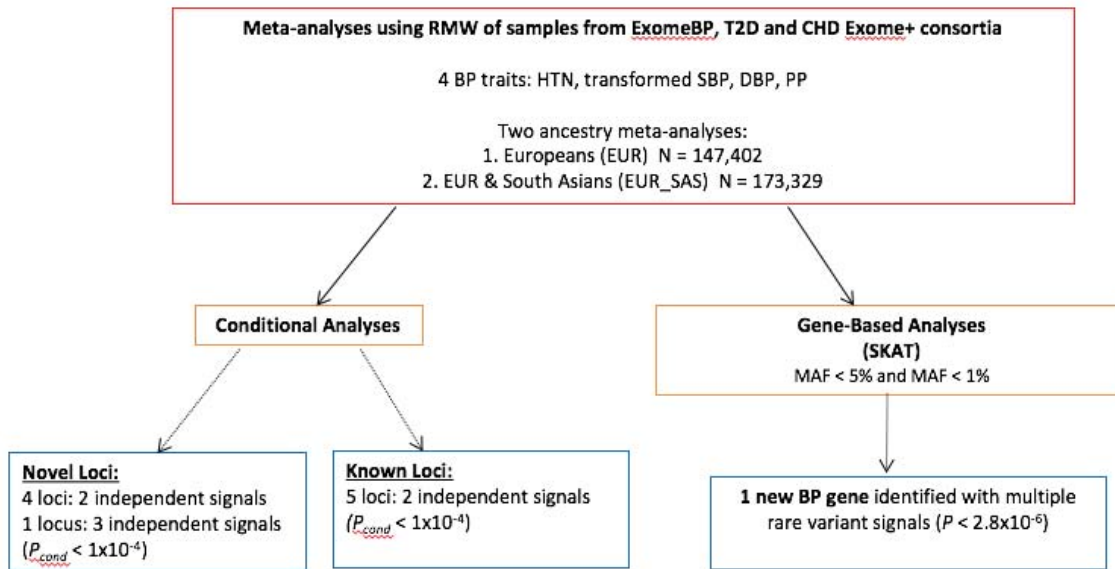 Meta-analyses using RMW of samples from ExomeBP, T2D and CHD Exome+ consortia
4 BP traits: HTN, transformed SBP, DBP, PP
Two ancestry meta-analyses:
1. Europeans (EUR) N = 147,402
2. EUR & South Asians (EUR_SAS) N = 173,329
Conditional Analyses
Gene-Based Analyses
(SKAT)
MAF < 5% and MAF < 1%
Novel Loci:
4 loci: 2 independent signals
1 locus: 3 independent signals
(P_cond < 1x10⁻⁴)
Known Loci:
5 loci: 2 independent signals
(P_cond < 1x10⁻⁴)
1 new BP gene identified with multiple
rare variant signals (P < 2.8x10⁻⁶)